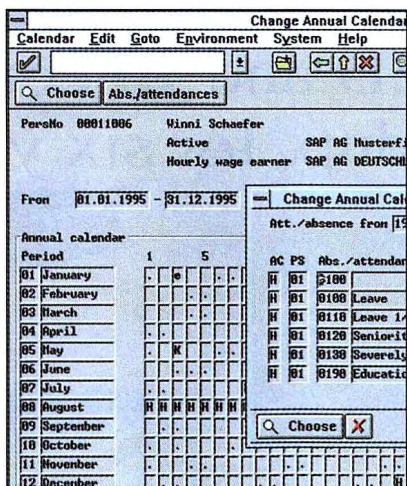 Change Annual Calendar
Calendar Edit Goto Environment System Help
Choose Abs./attendances
PersNo 00011006 Winni Schaefer
Active SAP AG Musterfi
Hourly wage earner SAP AG DEUTSCHL
From 01.01.1995 - 31.12.1995
Annual calendar
Period 1 5
01 January . e . .
02 February . .
03 March . .
04 April . .
05 May . K . .
06 June . . .
07 July . .
08 August H H H H H H H
09 September . .
10 October . .
11 November . .
12 December . . H
Change Annual Cal
Att./absence from 19
AC PS Abs./attendan
H 01 0100
H 01 0100 Leave
H 01 0110 Leave 1/
H 01 0120 Seniorit
H 01 0130 Severely
H 01 0190 Educatio
Choose